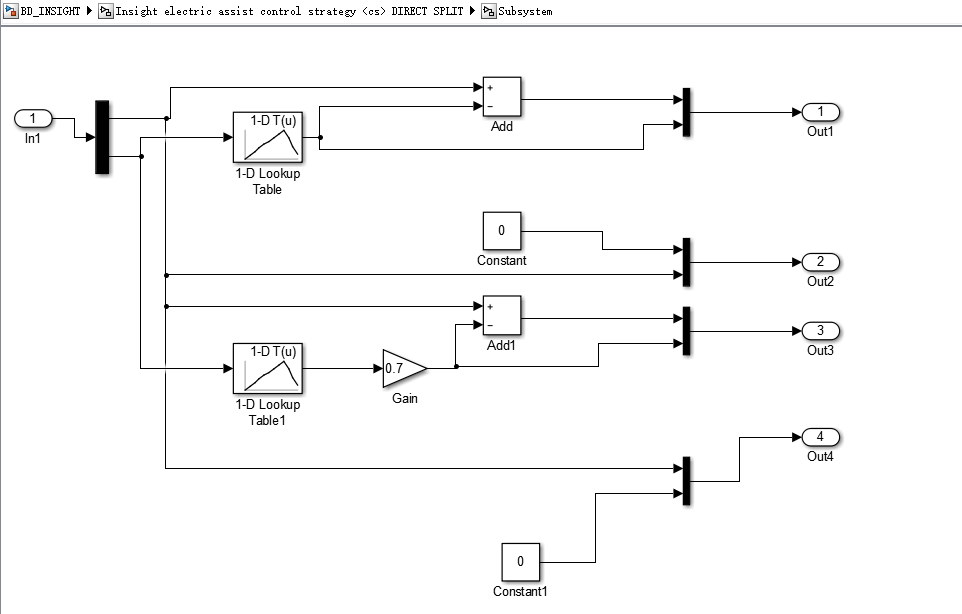 BD_INSIGHT Insight electric assist control strategy <cs> DIRECT SPLIT Subsystem
1
In1
1-D T(u)
1-D Lookup
Table
+
−
Add
1
Out1
0
Constant
2
Out2
+
−
Add1
3
Out3
1-D T(u)
1-D Lookup
Table1
0.7
Gain
4
Out4
0
Constant1